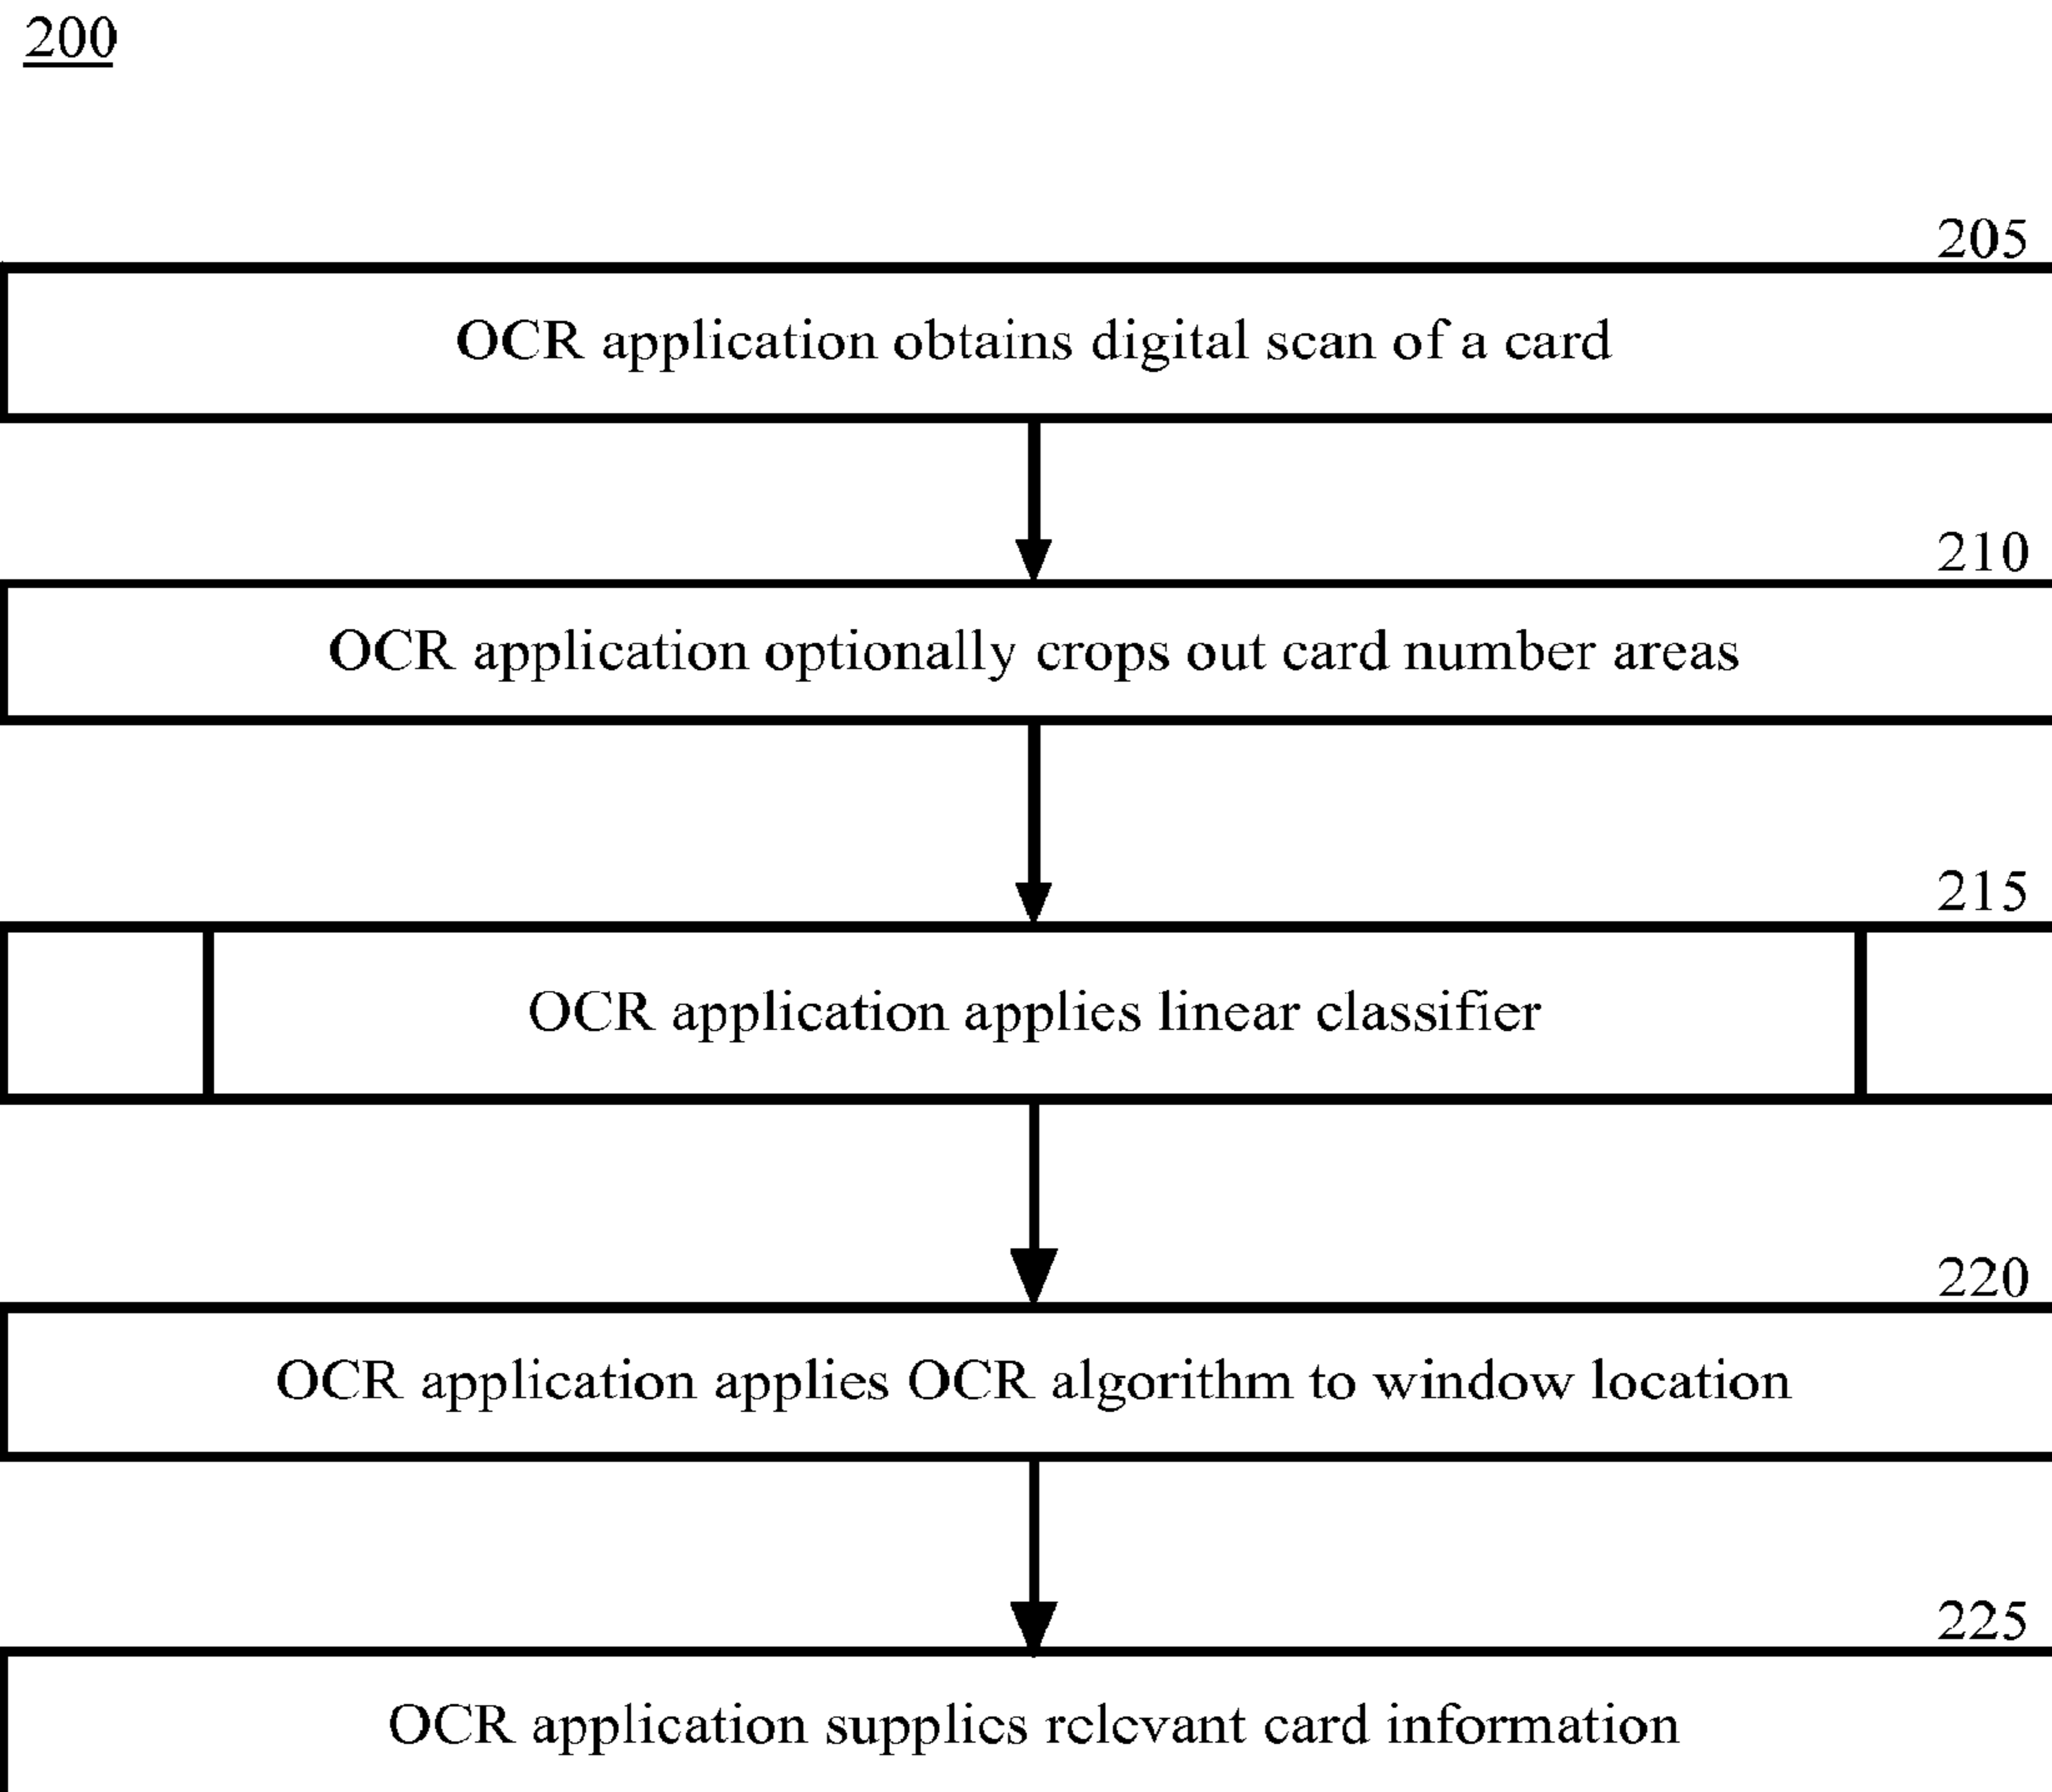 200
205
OCR application obtains digital scan of a card
210
OCR application optionally crops out card number areas
215
OCR application applies linear classifier
220
OCR application applies OCR algorithm to window location
225
OCR application supplies relevant card information